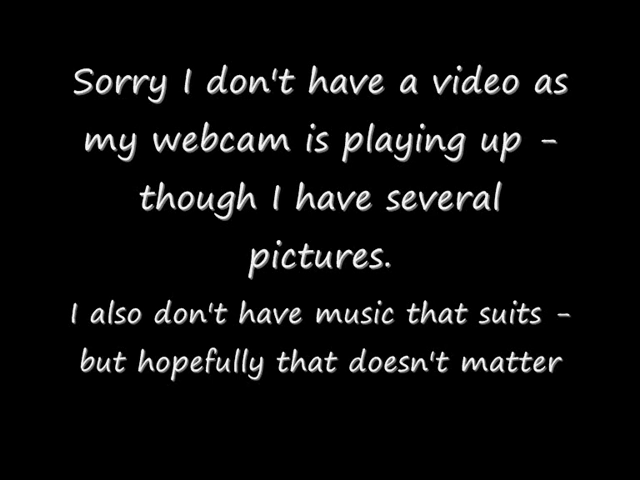 Sorry I don't have a video as
my webcam is playing up -
though I have several
pictures.
I also don't have music that suits -
but hopefully that doesn't matter